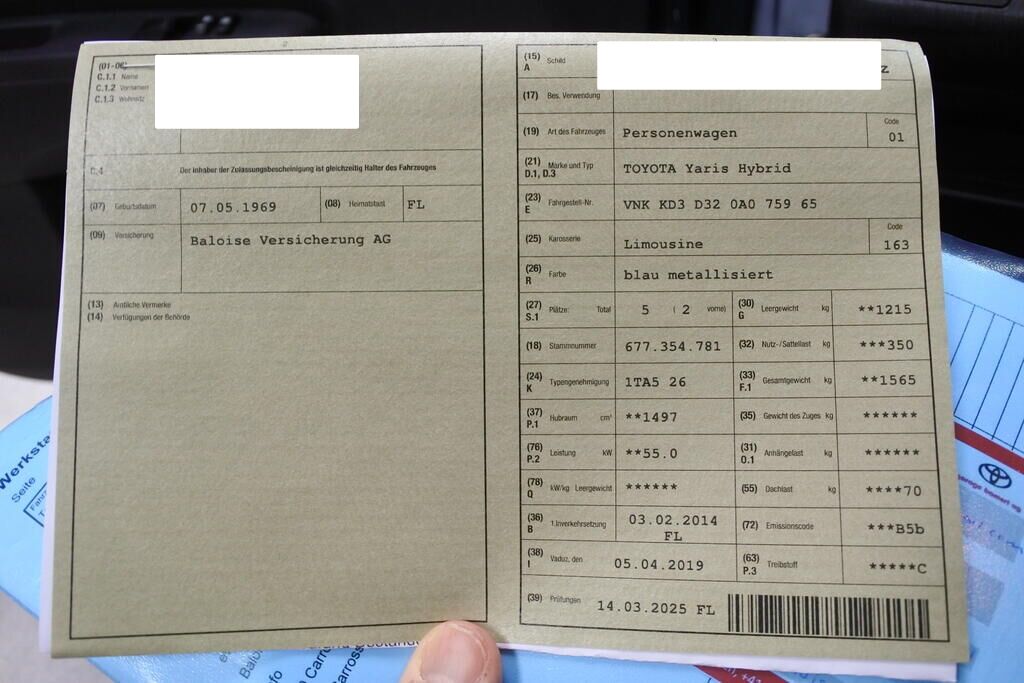 (01-06)
C.1.1 Name
C.1.2 Vornamen
C.1.3 Wohnsitz
C.4 Der Inhaber der Zulassungsbescheinigung ist gleichzeitig Halter des Fahrzeuges
(07) Geburtsdatum 07.05.1969 (08) Heimatstaat FL
(09) Versicherung Baloise Versicherung AG
(13) Amtliche Vermerke
(14) Verfügungen der Behörde
(15) A Schild Z
(17) Bes. Verwendung
(19) Art des Fahrzeuges Personenwagen Code 01
(21) D.1, D.3 Marke und Typ TOYOTA Yaris Hybrid
(23) E Fahrgestell-Nr. VNK KD3 D32 0A0 759 65
(25) Karosserie Limousine Code 163
(26) R Farbe blau metallisiert
(27) S.1 Plätze: Total 5 ( 2 vorne) (30) G Leergewicht kg **1215
(18) Stammnummer 677.354.781 (32) Nutz-/Sattellast kg ***350
(24) K Typengenehmigung 1TA5 26 (33) F.1 Gesamtgewicht kg **1565
(37) P.1 Hubraum cm³ **1497 (35) Gewicht des Zuges kg ******
(76) P.2 Leistung kW **55.0 (31) O.1 Anhängelast kg ******
(78) Q kW/kg Leergewicht ****** (55) Dachlast kg ****70
(36) B 1.Inverkehrsetzung 03.02.2014 FL (72) Emissionscode ***B5b
(38) I Vaduz, den 05.04.2019 (63) P.3 Treibstoff *****C
(39) Prüfungen 14.03.2025 FL
Werksta
Seite